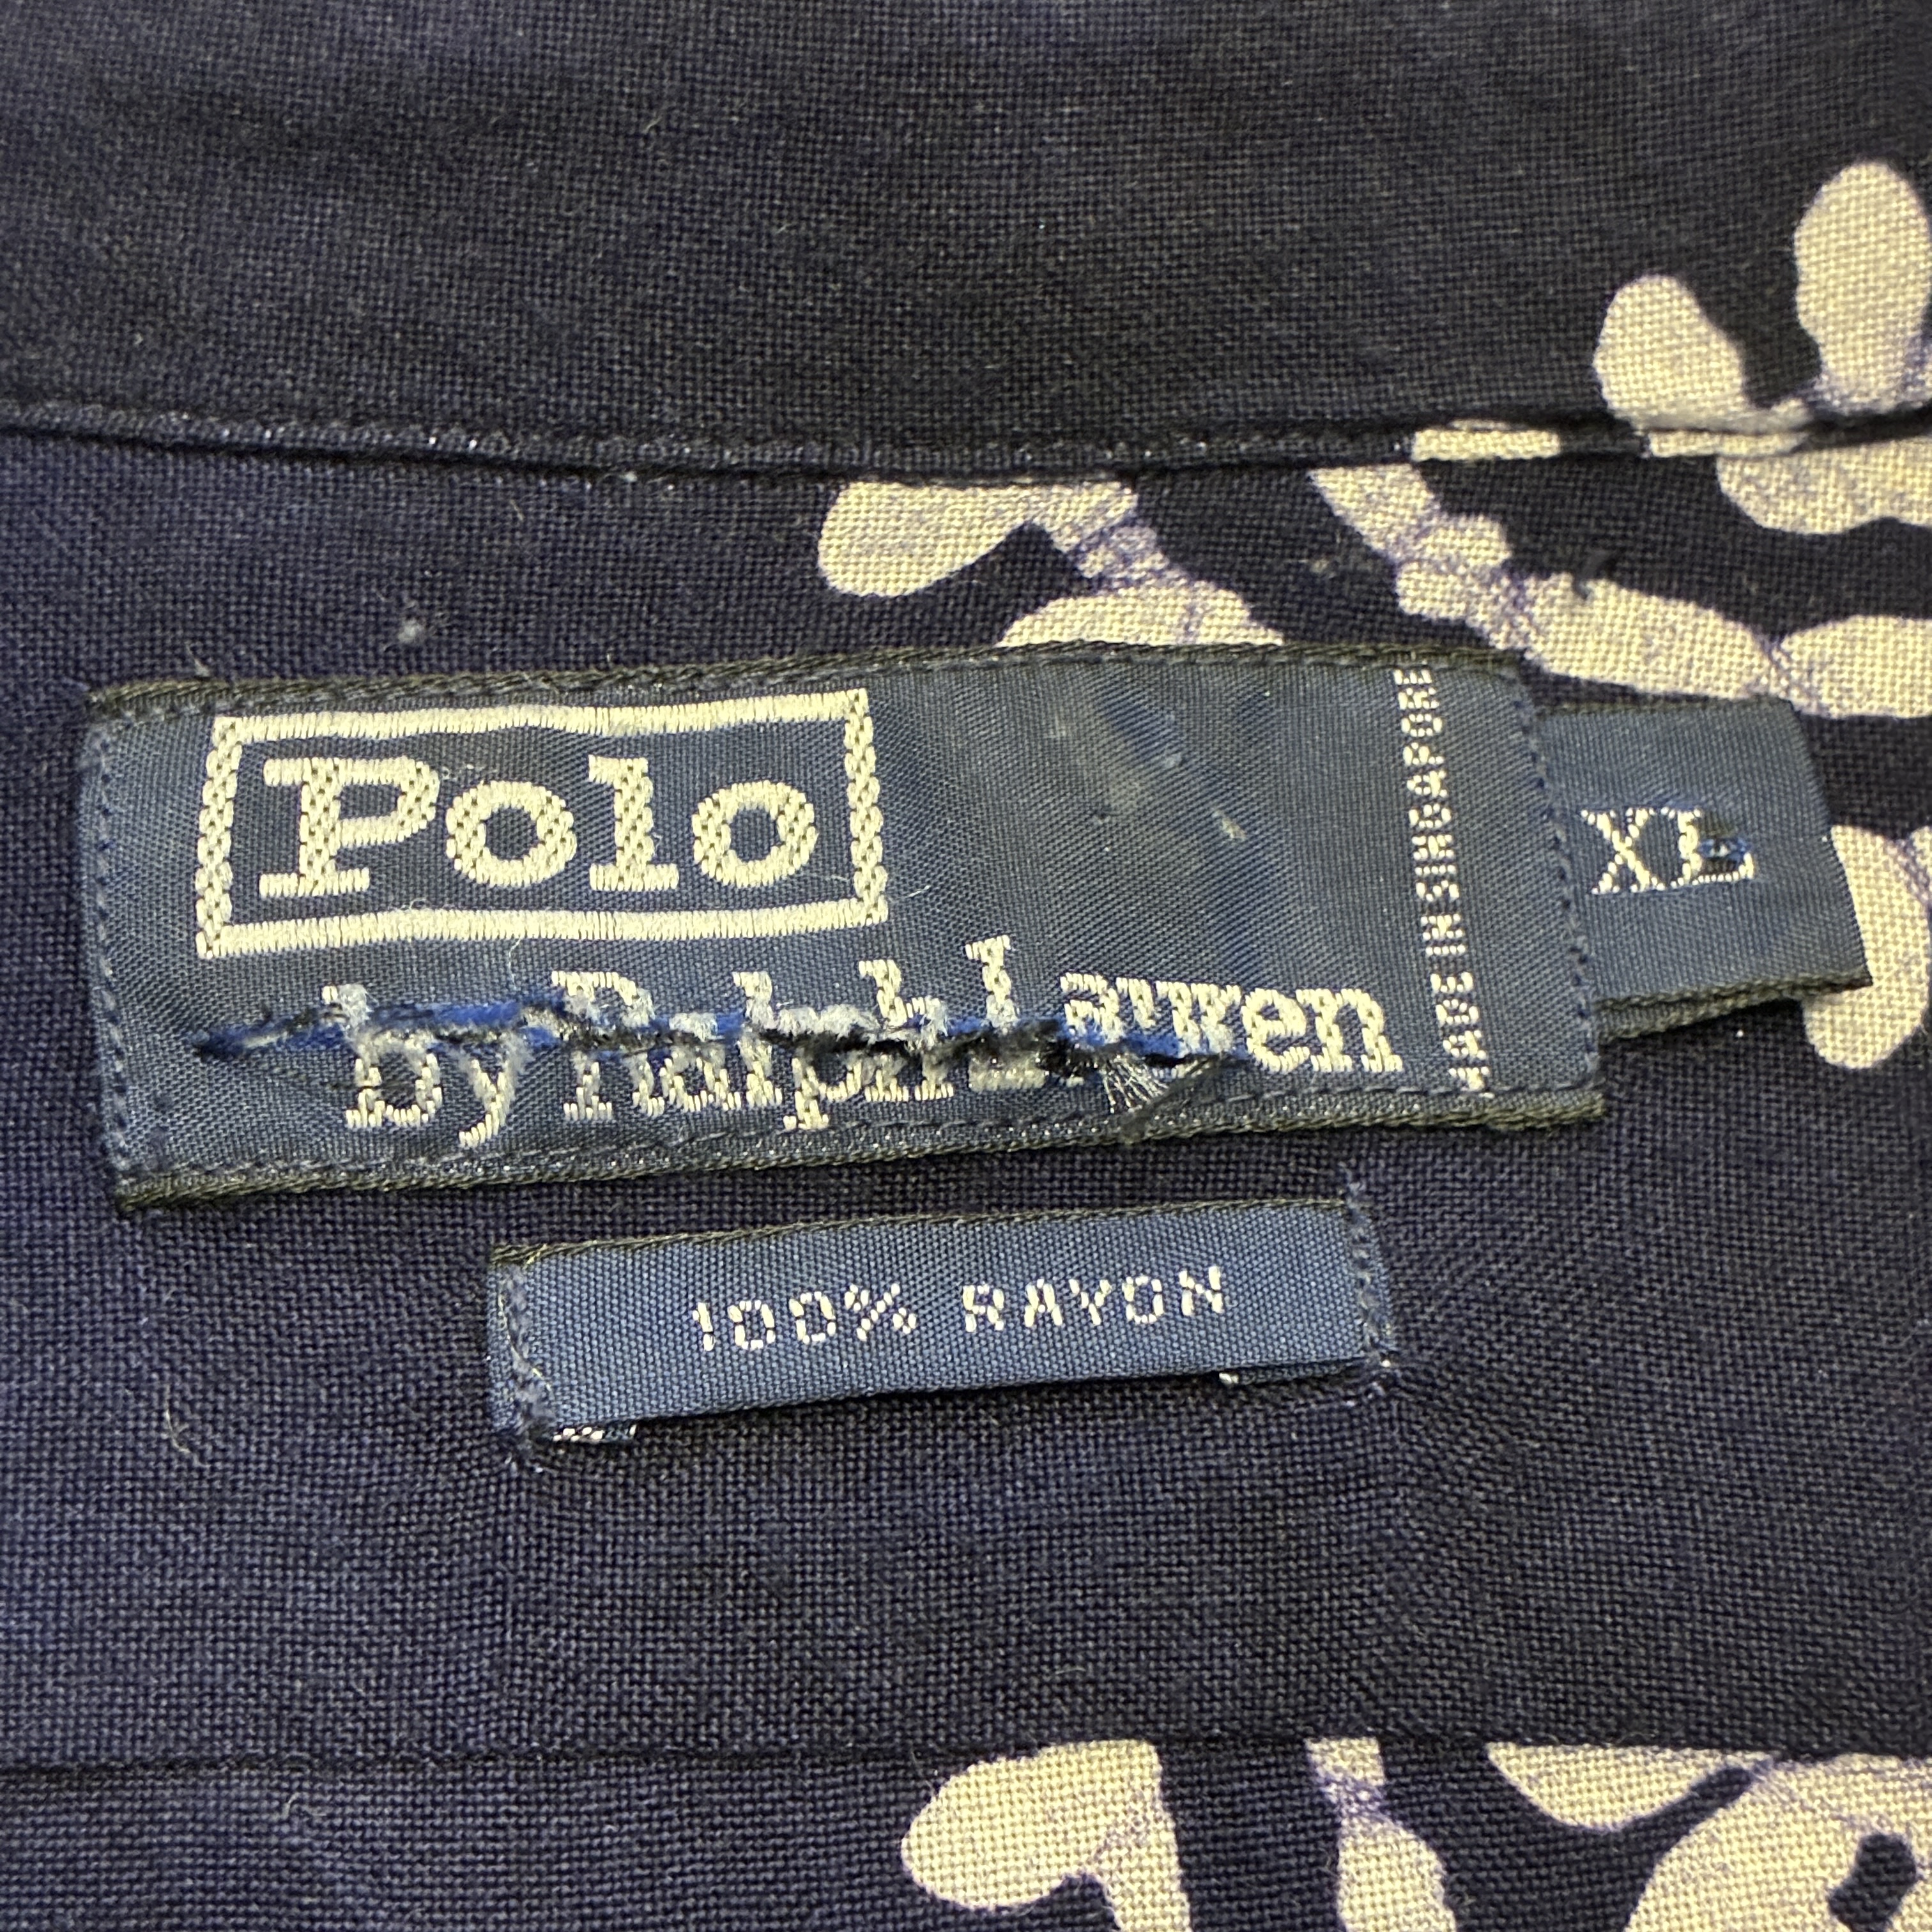 Polo
by Ralph Lauren
MADE IN SINGAPORE
XL
100% RAYON